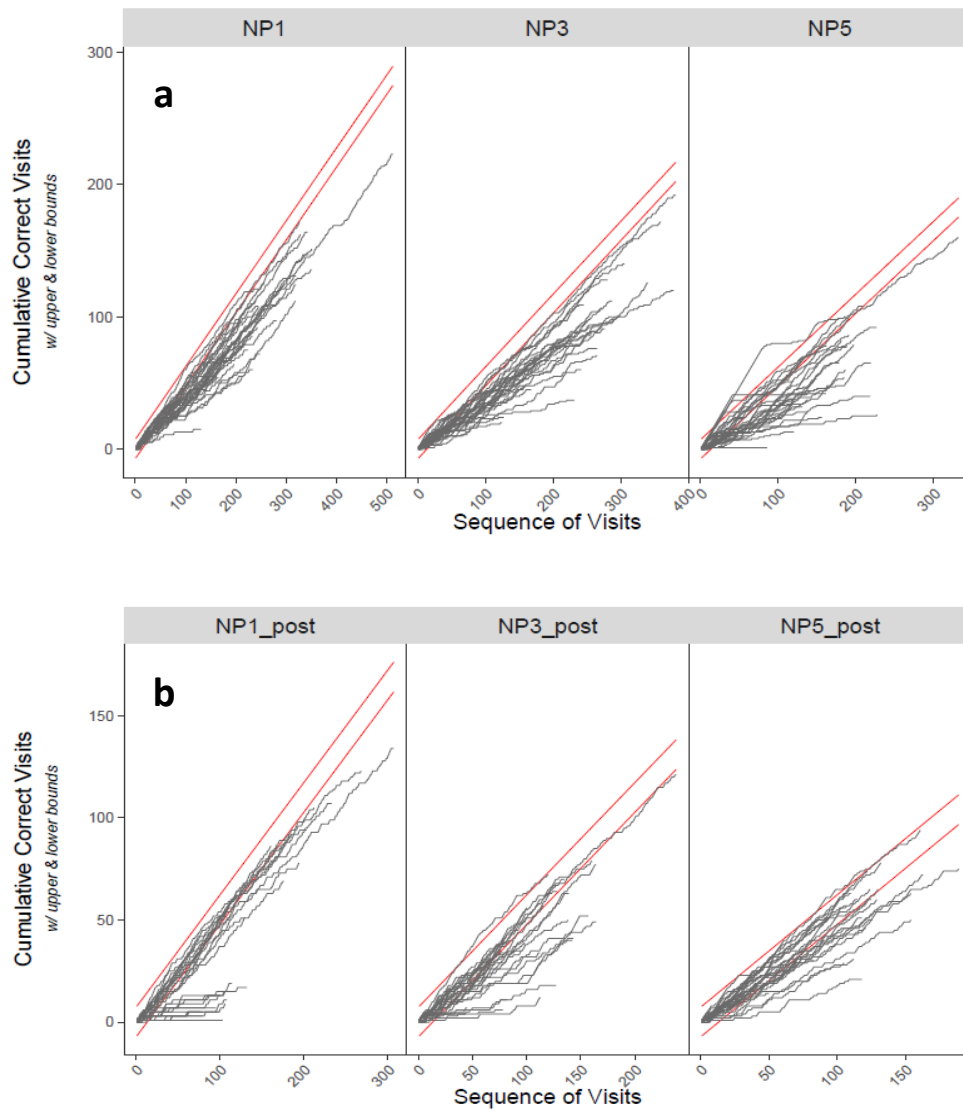 NP1 NP3 NP5
a
Cumulative Correct Visits
w/ upper & lower bounds
300
200
100
0
0 100 200 300 400 500 0 100 200 300 400 0 100 200 300
Sequence of Visits
NP1_post NP3_post NP5_post
b
Cumulative Correct Visits
w/ upper & lower bounds
150
100
50
0
0 100 200 300 0 50 100 150 200 0 50 100 150
Sequence of Visits